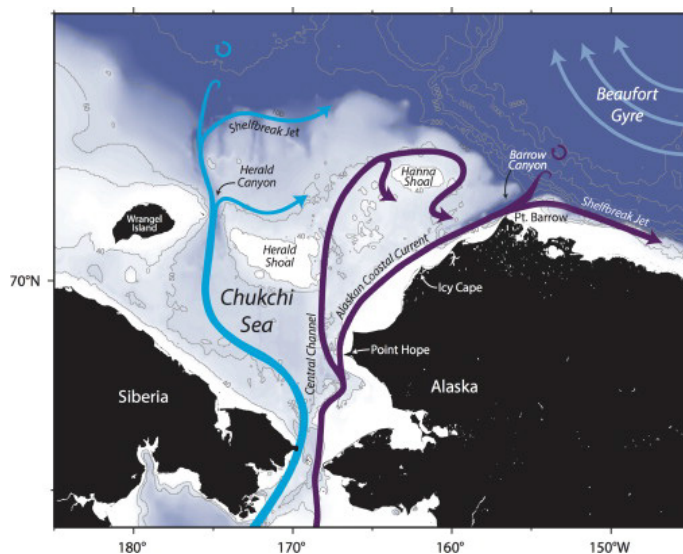 Beaufort
Gyre
Shelfbreak Jet
Barrow
Canyon
Hanna
Shoal
Herald
Canyon
Wrangel
Island
Pt. Barrow
Shelfbreak Jet
Herald
Shoal
Alaskan Coastal Current
70°N
Icy Cape
Chukchi
Sea
Central Channel
Point Hope
Siberia
Alaska
180°
170°
160°
150°W